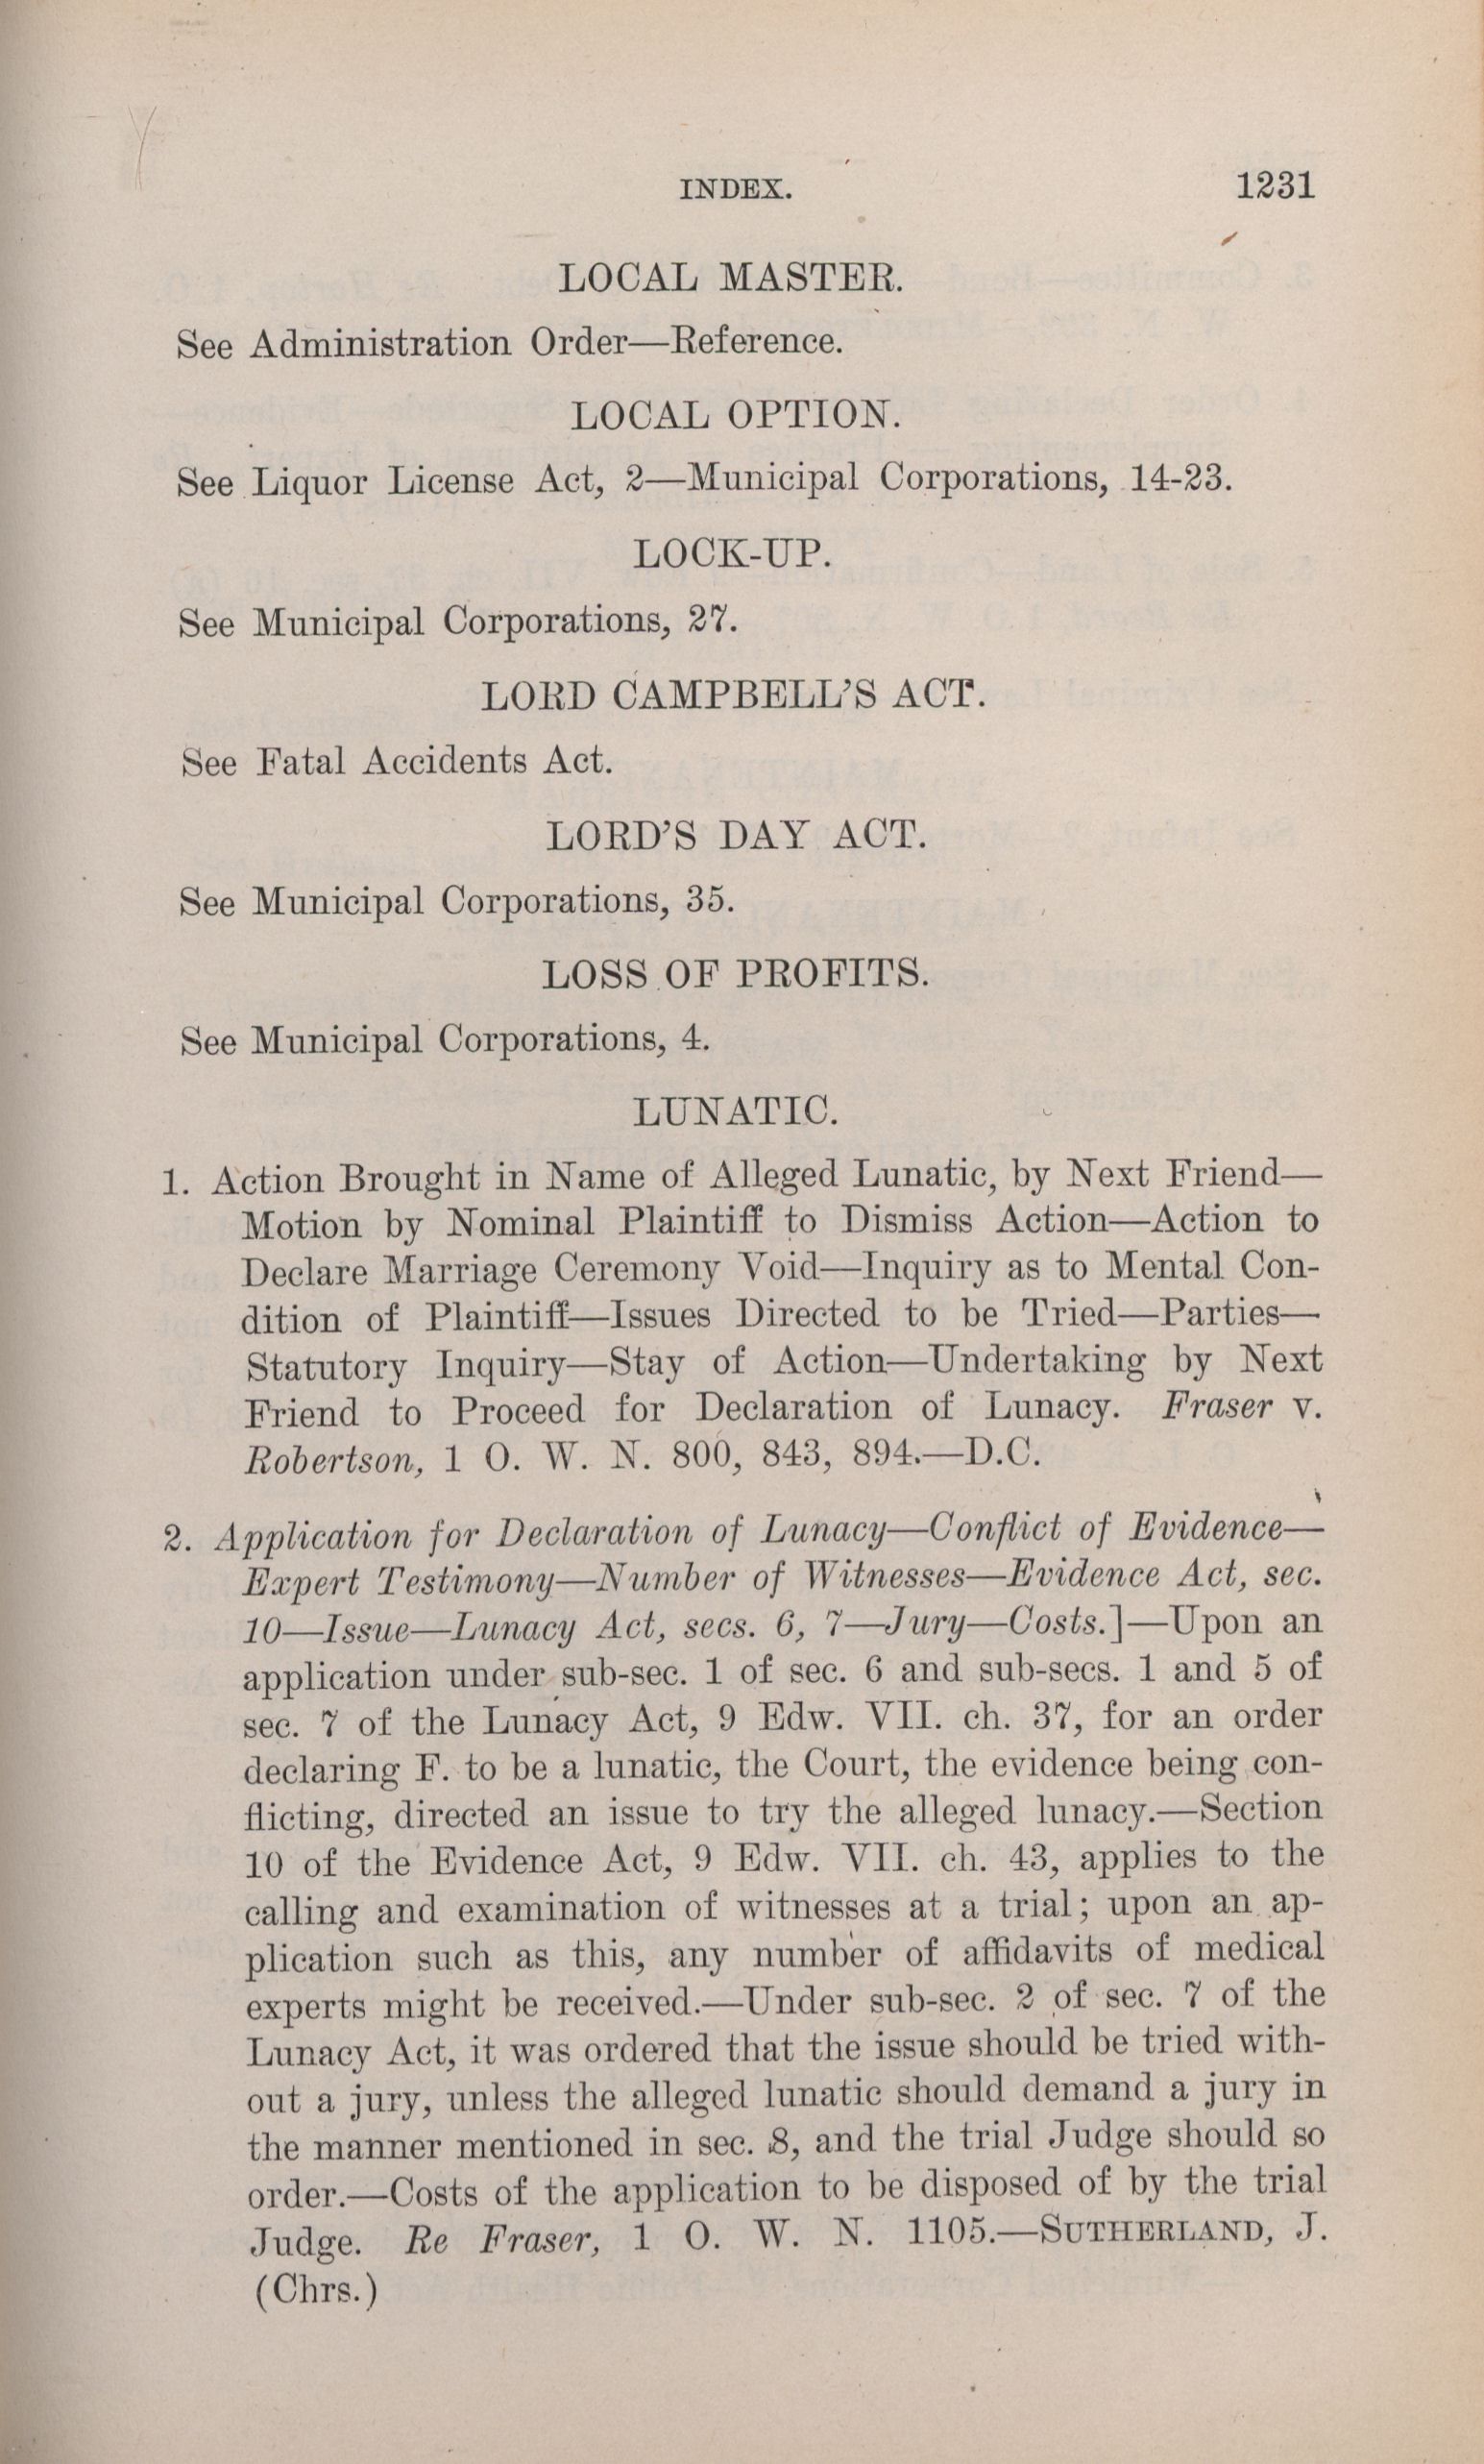 INDEX. 1231
LOCAL MASTER.
See Administration Order—Reference.
LOCAL OPTION.
See Liquor License Act, 2—Municipal Corporations, 14-23.
LOCK-UP.
See Municipal Corporations, 27.
LORD CAMPBELL'S ACT.
See Fatal Accidents Act.
LORD'S DAY ACT.
See Municipal Corporations, 35.
LOSS OF PROFITS.
See Municipal Corporations, 4.
LUNATIC.
1. Action Brought in Name of Alleged Lunatic, by Next Friend—
Motion by Nominal Plaintiff to Dismiss Action—Action to
Declare Marriage Ceremony Void—Inquiry as to Mental Con-
dition of Plaintiff—Issues Directed to be Tried—Parties—
Statutory Inquiry—Stay of Action—Undertaking by Next
Friend to Proceed for Declaration of Lunacy. Fraser v.
Robertson, 1 O. W. N. 800, 843, 894.—D.C.
2. Application for Declaration of Lunacy—Conflict of Evidence—
Expert Testimony—Number of Witnesses—Evidence Act, sec.
10—Issue—Lunacy Act, secs. 6, 7—Jury—Costs.]—Upon an
application under sub-sec. 1 of sec. 6 and sub-secs. 1 and 5 of
sec. 7 of the Lunacy Act, 9 Edw. VII. ch. 37, for an order
declaring F. to be a lunatic, the Court, the evidence being con-
flicting, directed an issue to try the alleged lunacy.—Section
10 of the Evidence Act, 9 Edw. VII. ch. 43, applies to the
calling and examination of witnesses at a trial; upon an ap-
plication such as this, any number of affidavits of medical
experts might be received.—Under sub-sec. 2 of sec. 7 of the
Lunacy Act, it was ordered that the issue should be tried with-
out a jury, unless the alleged lunatic should demand a jury in
the manner mentioned in sec. 8, and the trial Judge should so
order.—Costs of the application to be disposed of by the trial
Judge. Re Fraser, 1 O. W. N. 1105.—SUTHERLAND, J.
(Chrs.)